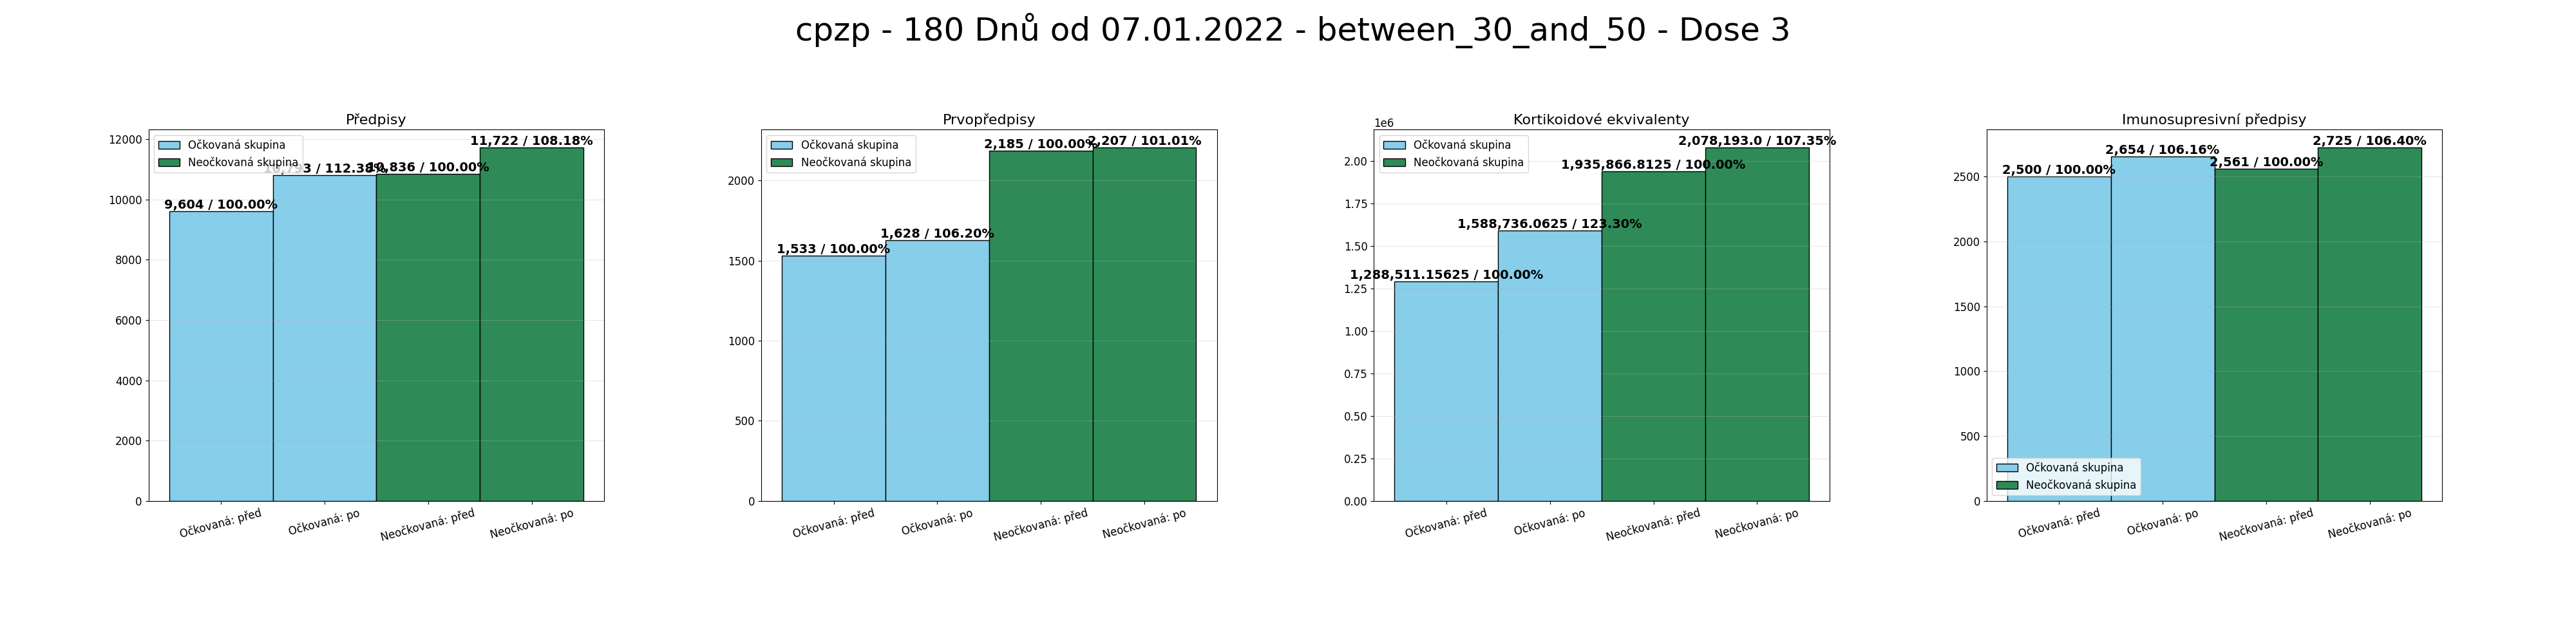 cpzp - 180 Dnů od 07.01.2022 - between_30_and_50 - Dose 3
Předpisy
12000
10000
8000
6000
4000
2000
0
Očkovaná skupina
Neočkovaná skupina
9,604 / 100.00%
10,793 / 112.38%
10,836 / 100.00%
11,722 / 108.18%
Očkovaná: před
Očkovaná: po
Neočkovaná: před
Neočkovaná: po
Prvopředpisy
2000
1500
1000
500
0
Očkovaná skupina
Neočkovaná skupina
1,533 / 100.00%
1,628 / 106.20%
2,185 / 100.00%
2,207 / 101.01%
Očkovaná: před
Očkovaná: po
Neočkovaná: před
Neočkovaná: po
Kortikoidové ekvivalenty
1e6
2.00
1.75
1.50
1.25
1.00
0.75
0.50
0.25
0.00
Očkovaná skupina
Neočkovaná skupina
1,288,511.15625 / 100.00%
1,588,736.0625 / 123.30%
1,935,866.8125 / 100.00%
2,078,193.0 / 107.35%
Očkovaná: před
Očkovaná: po
Neočkovaná: před
Neočkovaná: po
Imunosupresivní předpisy
2500
2000
1500
1000
500
0
2,500 / 100.00%
2,654 / 106.16%
2,561 / 100.00%
2,725 / 106.40%
Očkovaná skupina
Neočkovaná skupina
Očkovaná: před
Očkovaná: po
Neočkovaná: před
Neočkovaná: po